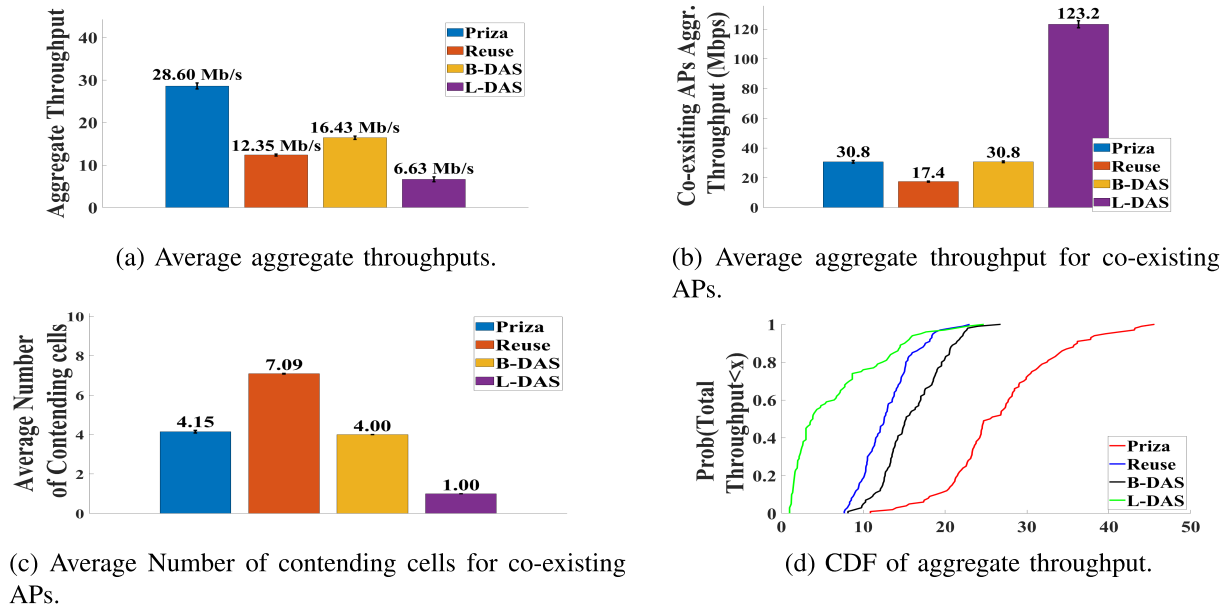 Aggregate Throughput
40
30
20
10
0
28.60 Mb/s
12.35 Mb/s
16.43 Mb/s
6.63 Mb/s
Priza
Reuse
B-DAS
L-DAS
(a) Average aggregate throughputs.
Co-exsiting APs Aggr.
Throughput (Mbps)
120
100
80
60
40
20
0
30.8
17.4
30.8
123.2
Priza
Reuse
B-DAS
L-DAS
(b) Average aggregate throughput for co-existing
APs.
Average Number
of Contending cells
10
8
6
4
2
0
4.15
7.09
4.00
1.00
Priza
Reuse
B-DAS
L-DAS
(c) Average Number of contending cells for co-existing
APs.
Prob(Total
Throughput<x)
1
0.8
0.6
0.4
0.2
0
0 10 20 30 40 50
Priza
Reuse
B-DAS
L-DAS
(d) CDF of aggregate throughput.